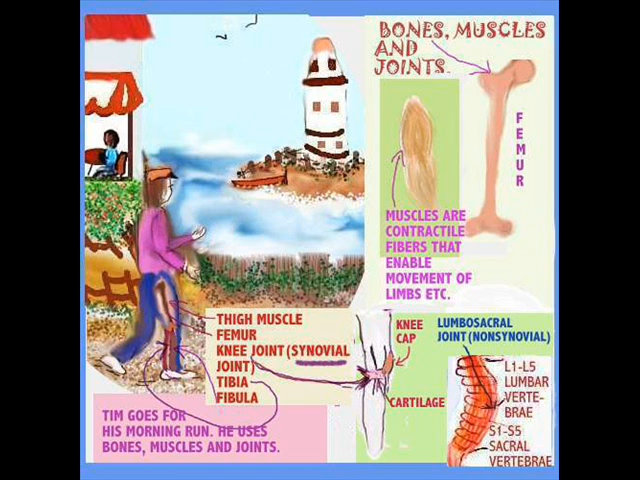 BONES, MUSCLES
AND
JOINTS.
FEMUR
MUSCLES ARE
CONTRACTILE
FIBERS THAT
ENABLE
MOVEMENT OF
LIMBS ETC.
THIGH MUSCLE
FEMUR
KNEE JOINT (SYNOVIAL
JOINT)
TIBIA
FIBULA
KNEE
CAP
CARTILAGE
LUMBOSACRAL
JOINT (NONSYNOVIAL)
L1-L5
LUMBAR
VERTE-
BRAE
S1-S5
SACRAL
VERTEBRAE
TIM GOES FOR
HIS MORNING RUN. HE USES
BONES, MUSCLES AND JOINTS.